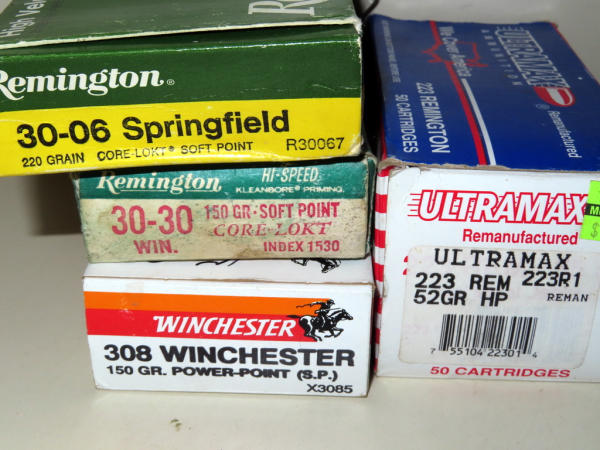 High Vel
Remington®
30-06 Springfield
220 GRAIN CORE-LOKT® SOFT POINT R30067
Remington HI-SPEED
KLEANBORE PRIMING.
30-30 150 GR·SOFT POINT
WIN. CORE-LOKT
INDEX 1530
WINCHESTER
308 WINCHESTER
150 GR. POWER-POINT (S.P.)
X3085
ULTRAMAX
AMMUNITION
Remanufactured
223 REMINGTON
50 CARTRIDGES
ULTRAMAX
Remanufactured
ULTRAMAX
223 REM 223R1
52GR HP REMAN
7 55104 22301 4
50 CARTRIDGES
M
$